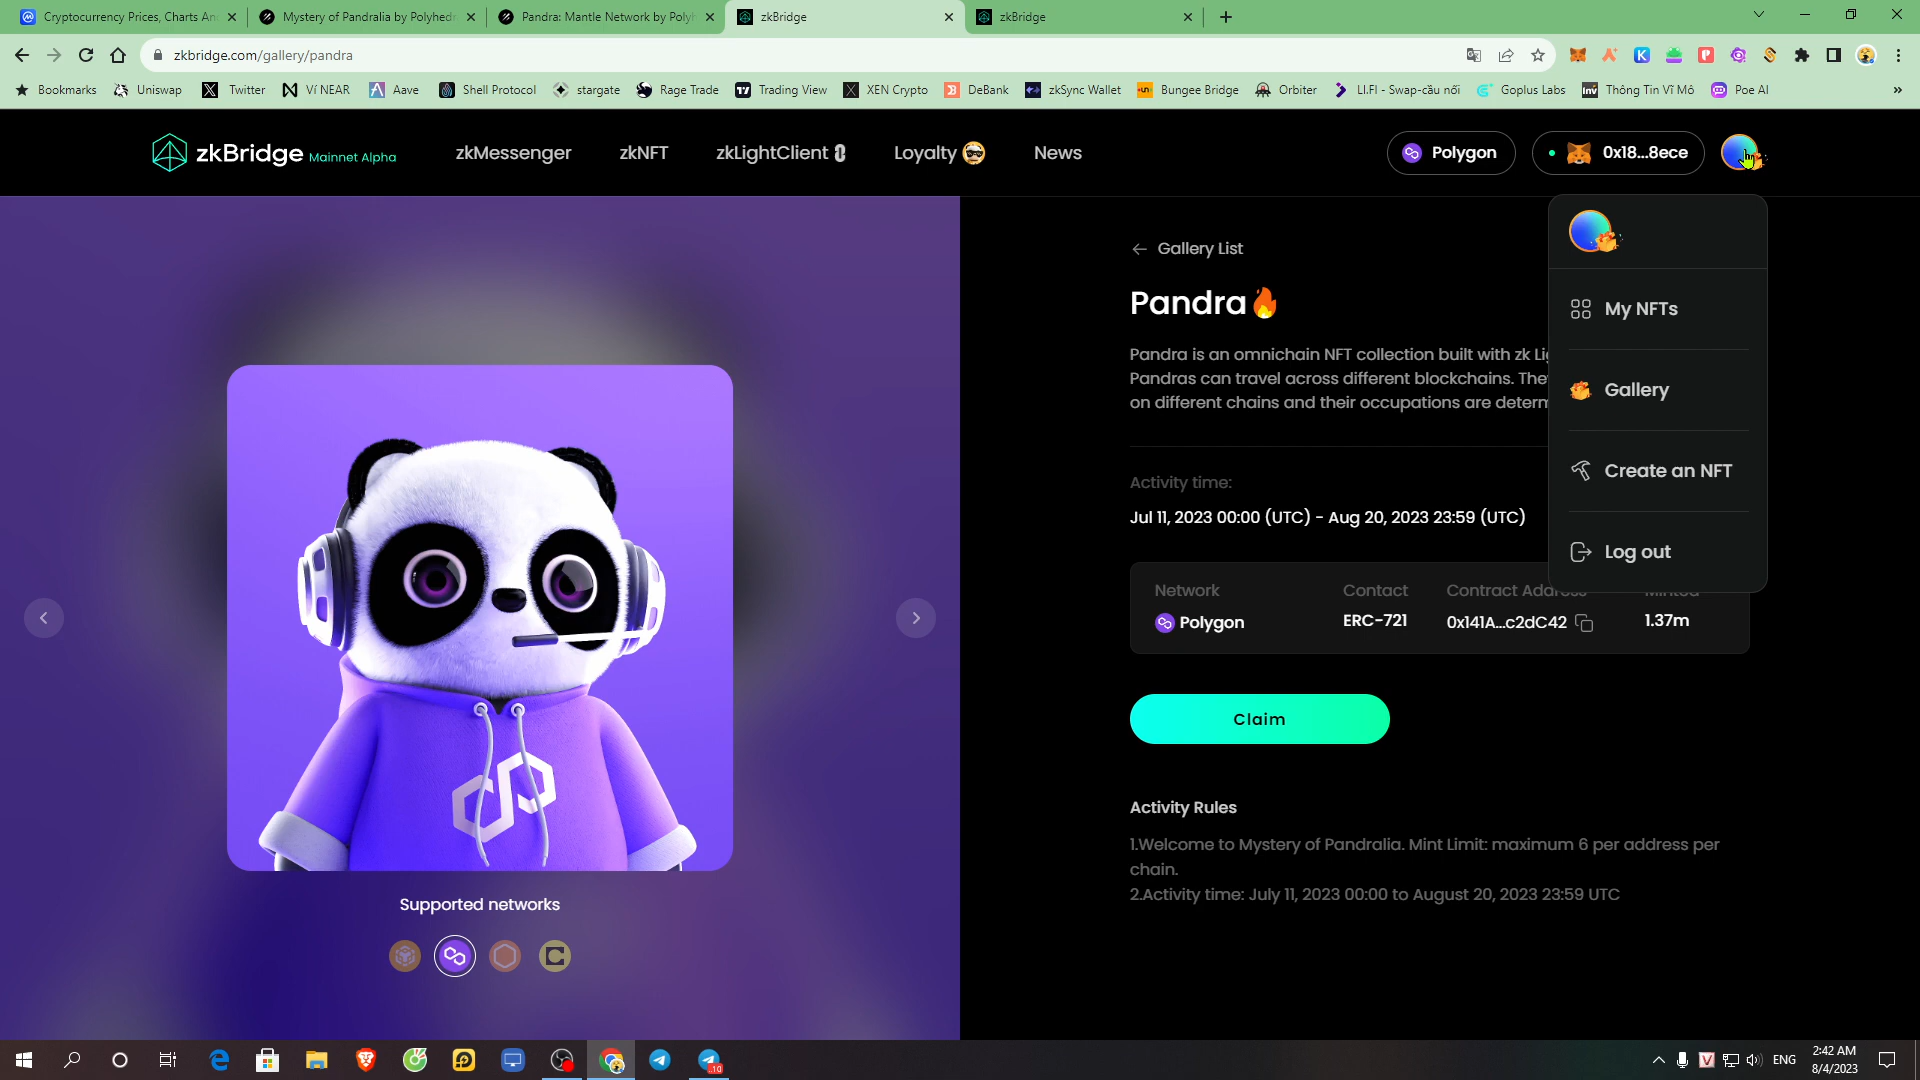 Cryptocurrency Prices, Charts An
Mystery of Pandralia by Polyhedr
Pandra: Mantle Network by Polyh
zkBridge
zkBridge
zkbridge.com/gallery/pandra
Bookmarks
Uniswap
Twitter
Ví NEAR
Aave
Shell Protocol
stargate
Rage Trade
Trading View
XEN Crypto
DeBank
zkSync Wallet
Bungee Bridge
Orbiter
LI.FI - Swap-cầu nối
Goplus Labs
Thông Tin Vĩ Mô
Poe AI
»
zkBridge Mainnet Alpha
zkMessenger
zkNFT
zkLightClient
Loyalty
News
Polygon
0x18...8ece
My NFTs
Gallery
Create an NFT
Log out
← Gallery List
Pandra
Pandra is an omnichain NFT collection built with zk
Pandras can travel across different blockchains.
on different chains and their occupations are
Activity time:
Jul 11, 2023 00:00 (UTC) - Aug 20, 2023 23:59 (UTC)
Network
Contact
Contract Address
Minted
Polygon
ERC-721
0x141A...c2dC42
1.37m
Claim
Activity Rules
1.Welcome to Mystery of Pandralia. Mint Limit: maximum 6 per address per
chain.
2.Activity time: July 11, 2023 00:00 to August 20, 2023 23:59 UTC
Supported networks
ENG
2:42 AM
8/4/2023